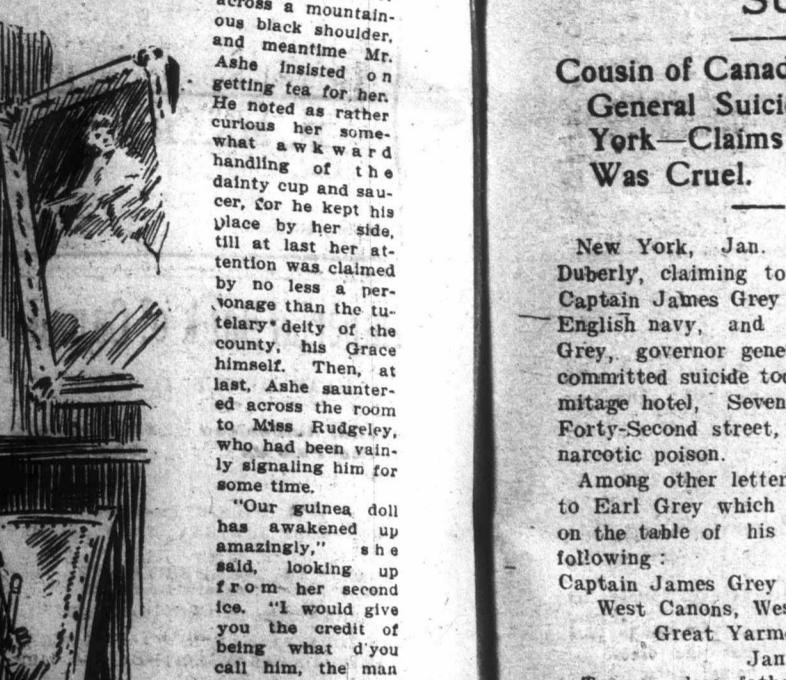 across a mountain-
ous black shoulder,
and meantime Mr.
Ashe insisted on
getting tea for her.
He noted as rather
curious her some-
what awkward
handling of the
dainty cup and sau-
cer, for he kept his
place by her side,
till at last her at-
tention was claimed
by no less a per-
sonage than the tu-
telary deity of the
county, his Grace
himself. Then, at
last, Ashe saunter-
ed across the room
to Miss Rudgeley,
who had been vain-
ly signaling him for
some time.
"Our guinea doll
has awakened up
amazingly," she
said, looking up
from her second
ice. "I would give
you the credit of
being what d'you
call him, the man
Cousin of Canad
General Suici
York—Claims
Was Cruel.
New York, Jan.
Duberly, claiming to
Captain James Grey
English navy, and
Grey, governor gene
committed suicide to
mitage hotel, Seven
Forty-Second street,
narcotic poison.
Among other letter
to Earl Grey which
on the table of his
following :
Captain James Grey
West Canons, Wes
Great Yarm
Jan